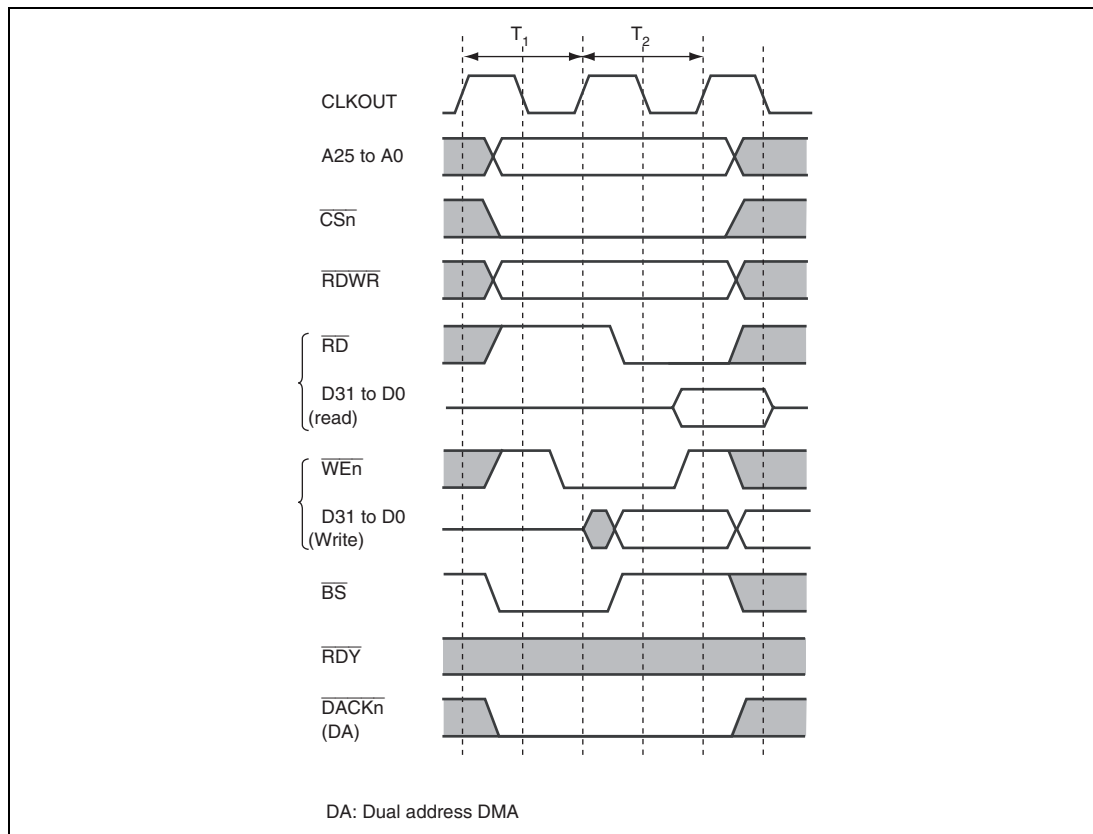 T1 T2
CLKOUT
A25 to A0
CSn
RDWR
RD
D31 to D0
(read)
WEn
D31 to D0
(Write)
BS
RDY
DACKn
(DA)
DA: Dual address DMA